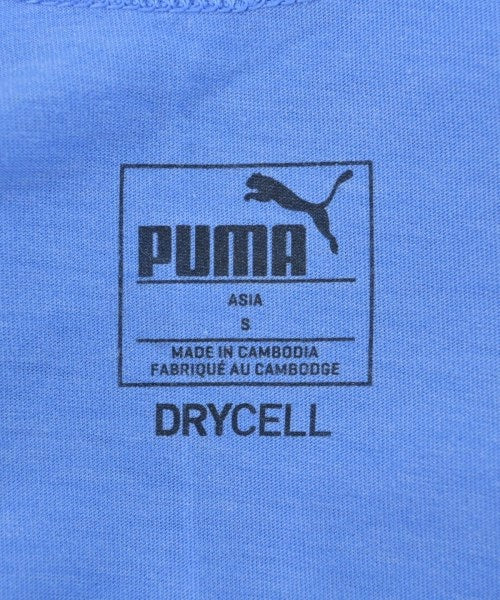 PUMA
ASIA
S
MADE IN CAMBODIA
FABRIQUÉ AU CAMBODGE
DRYCELL